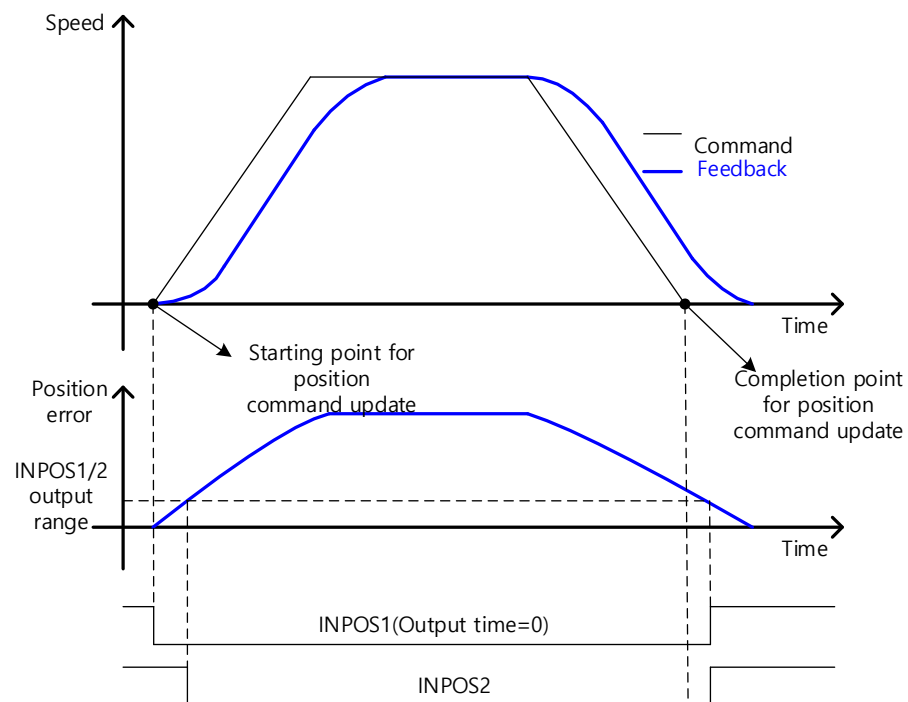 Speed
Command
Feedback
Time
Starting point for
position
command update
Completion point
for position
command update
Position
error
INPOS1/2
output
range
Time
INPOS1(Output time=0)
INPOS2